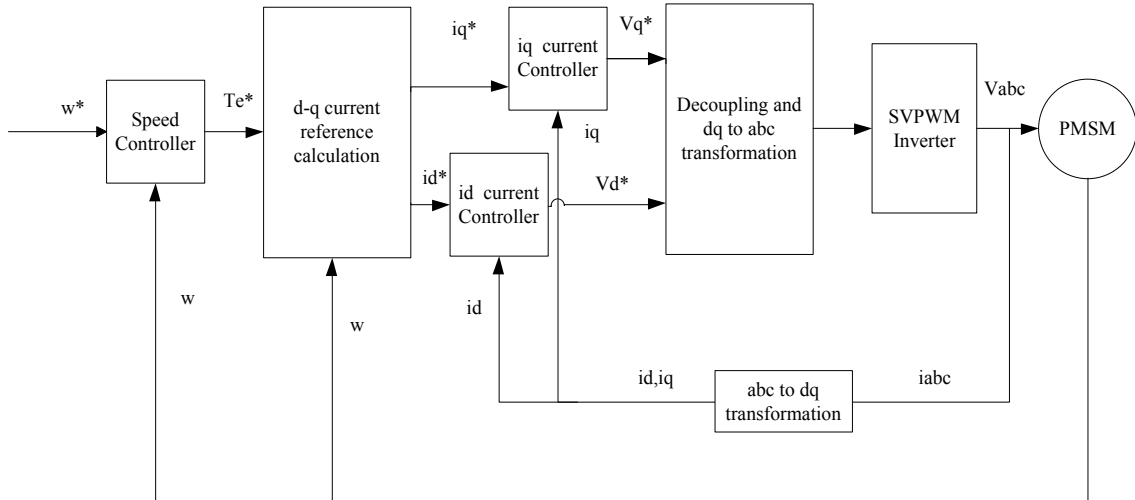 w*
Speed
Controller
Te*
d-q current
reference
calculation
iq*
iq current
Controller
Vq*
iq
id*
id current
Controller
Vd*
Decoupling and
dq to abc
transformation
SVPWM
Inverter
Vabc
PMSM
w
w
id
id,iq
abc to dq
transformation
iabc